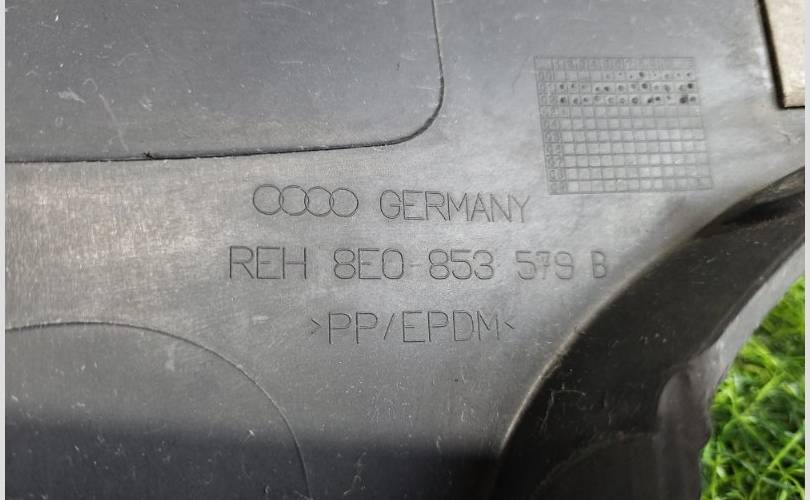 GERMANY
REH 8E0 853 579 B
>PP/EPDM<